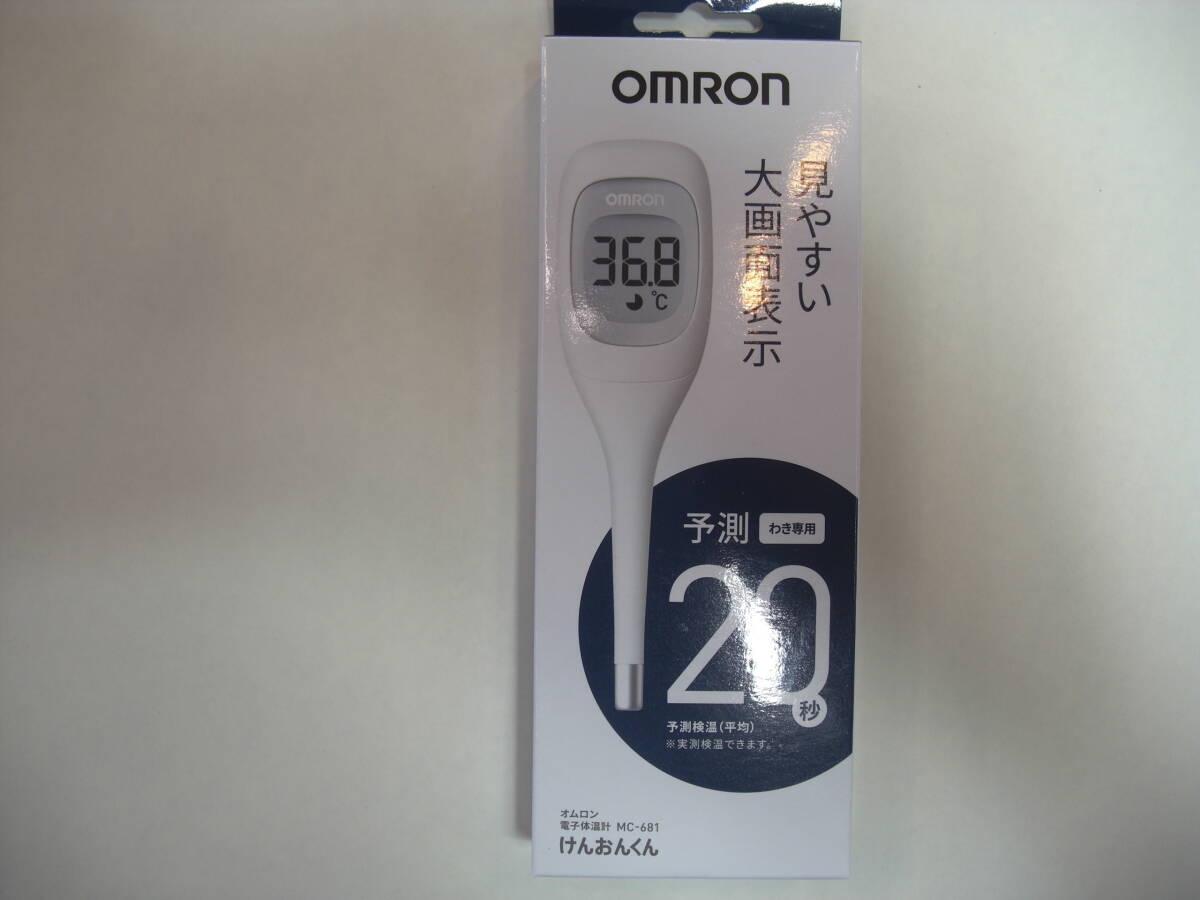 OMRON
見やすい
大画面表示
OMRON
36.8
℃
予測 わき専用
20秒
予測検温(平均)
※実測検温できます。
オムロン
電子体温計 MC-681
けんおんくん